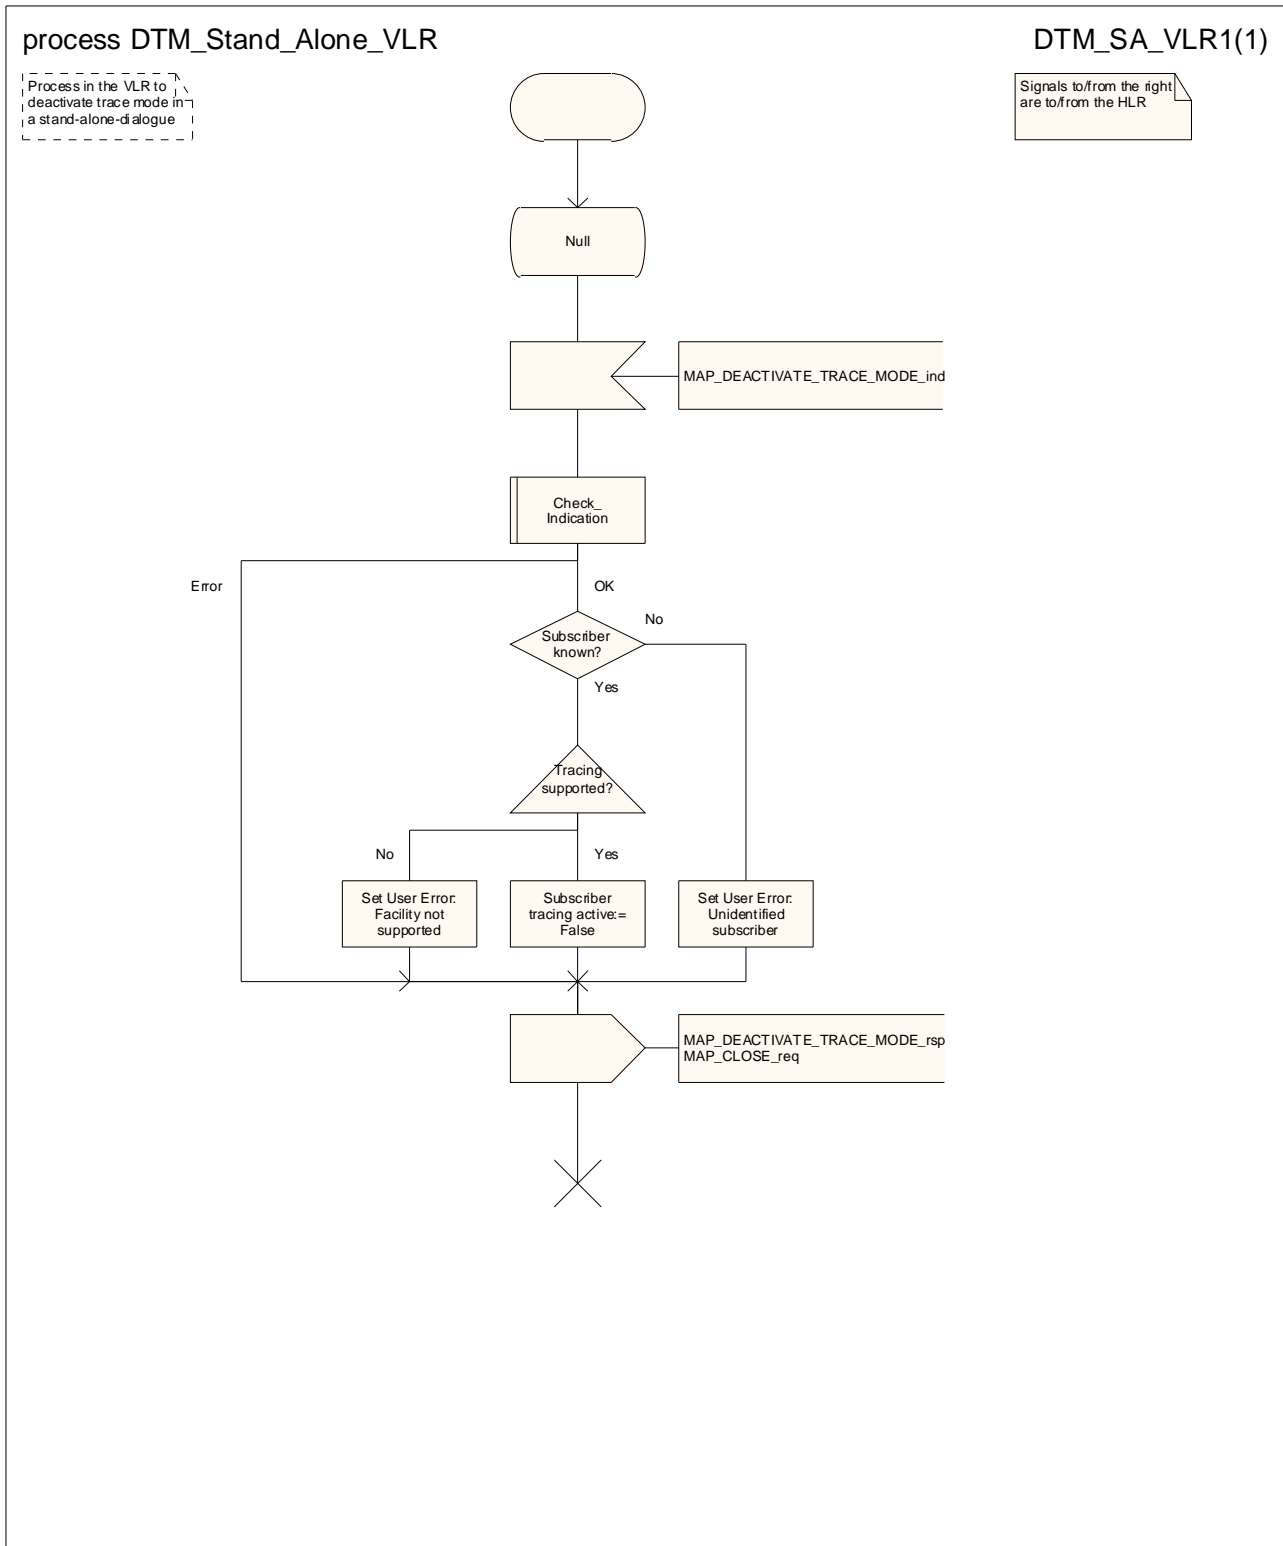 process DTM_Stand_Alone_VLR
DTM_SA_VLR1(1)
Process in the VLR to
deactivate trace mode in
a stand-alone-dialogue
Signals to/from the right
are to/from the HLR
Null
MAP_DEACTIVATE_TRACE_MODE_ind
Check_
Indication
Error
OK
No
Subscriber
known?
Yes
Tracing
supported?
No
Yes
Set User Error:
Facility not
supported
Subscriber
tracing active:=
False
Set User Error:
Unidentified
subscriber
MAP_DEACTIVATE_TRACE_MODE_rsp
MAP_CLOSE_req